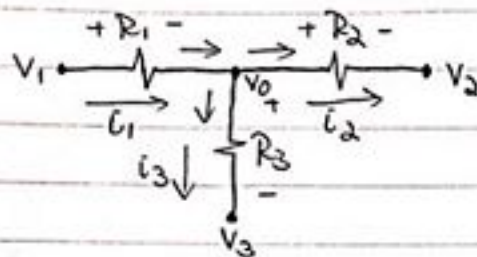 + R₁ - + R₂ -
V₁ V₀ V₂
i₁ + i₂
i₃ R₃
-
V₃